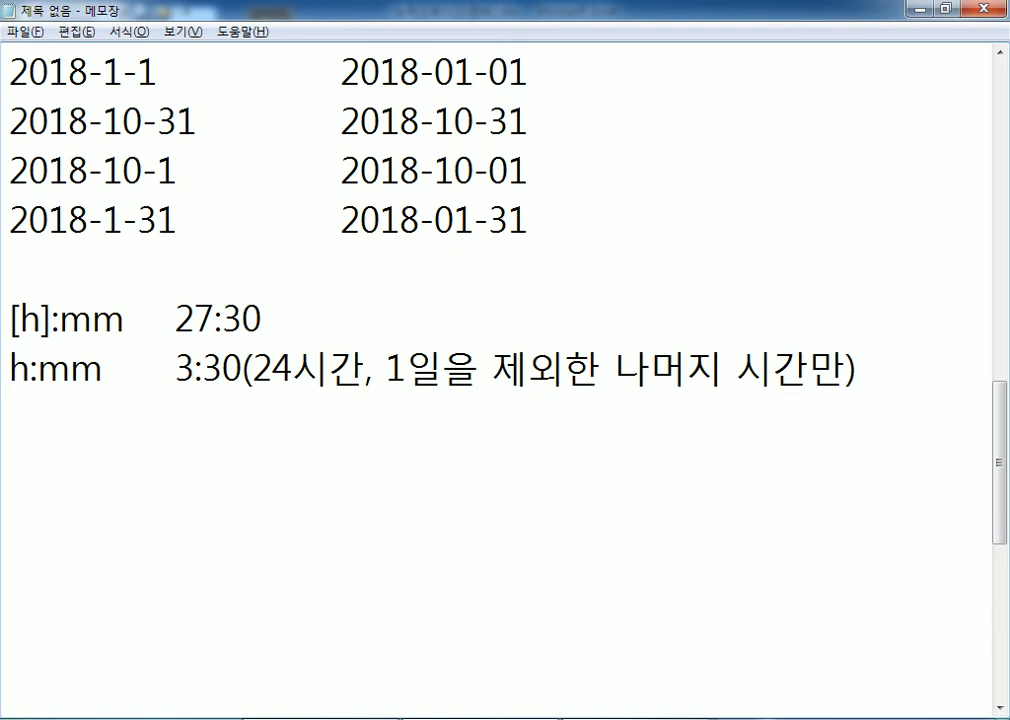 제목 없음 - 메모장
파일(F) 편집(E) 서식(O) 보기(V) 도움말(H)
2018-1-1 2018-01-01
2018-10-31 2018-10-31
2018-10-1 2018-10-01
2018-1-31 2018-01-31
[h]:mm 27:30
h:mm 3:30(24시간, 1일을 제외한 나머지 시간만)